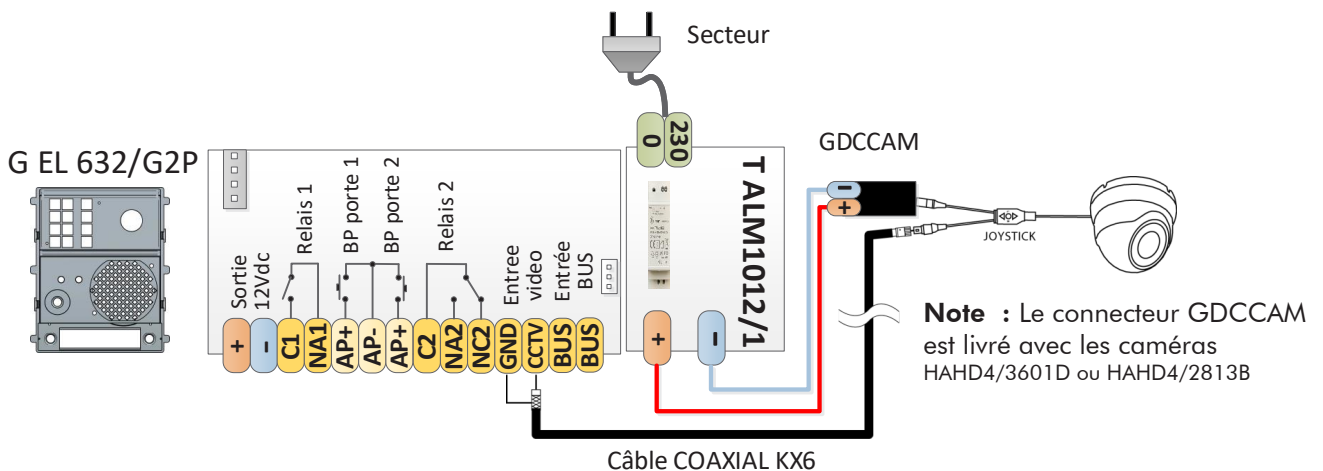 Secteur
G EL 632/G2P
0
230
T ALM1012/1
GDCCAM
-
+
JOYSTICK
Sortie
12Vdc
Relais 1
BP porte 1
BP porte 2
Relais 2
Entree
video
Entrée
BUS
+
-
C1
NA1
AP+
AP-
AP+
C2
NA2
NC2
GND
CCTV
BUS
BUS
+
-
Note : Le connecteur GDCCAM
est livré avec les caméras
HAHD4/3601D ou HAHD4/2813B
Câble COAXIAL KX6